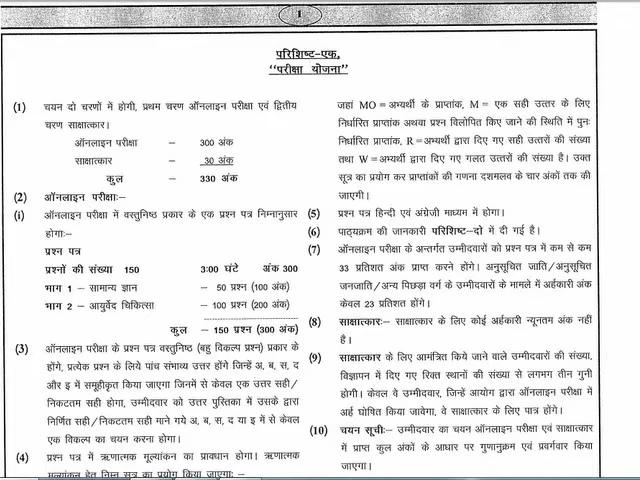 1
परिशिष्ट–एक,
"परीक्षा योजना"
(1) चयन दो चरणों में होगी, प्रथम चरण ऑनलाइन परीक्षा एवं द्वितीय
चरण साक्षात्कार।
ऑनलाइन परीक्षा – 300 अंक
साक्षात्कार – 30 अंक
कुल – 330 अंक
(2) ऑनलाइन परीक्षाः–
(i) ऑनलाइन परीक्षा में वस्तुनिष्ठ प्रकार के एक प्रश्न पत्र निम्नानुसार
होगाः–
प्रश्न पत्र
प्रश्नों की संख्या 150 3:00 घंटे अंक 300
भाग 1 – सामान्य ज्ञान – 50 प्रश्न (100 अंक)
भाग 2 – आयुर्वेद चिकित्सा – 100 प्रश्न (200 अंक)
कुल – 150 प्रश्न (300 अंक)
(3) ऑनलाइन परीक्षा के प्रश्न पत्र वस्तुनिष्ठ (बहु विकल्प प्रश्न) प्रकार के
होंगे, प्रत्येक प्रश्न के लिये पांच संभाव्य उत्तर होंगे जिन्हें अ, ब, स, द
और इ में समूहीकृत किया जाएगा जिनमें से केवल एक उत्तर सही/
निकटतम सही होगा, उम्मीदवार को उत्तर पुस्तिका में उसके द्वारा
निर्णित सही/निकटतम सही माने गये अ, ब, स, द या इ में से केवल
एक विकल्प का चयन करना होगा।
(4) प्रश्न पत्र में ऋणात्मक मूल्यांकन का प्रावधान होगा। ऋणात्मक
मूल्यांकन हेतु निम्न सूत्र का प्रयोग किया जाएगाः –
जहां MO = अभ्यर्थी के प्राप्तांक, M = एक सही उत्तर के लिए
निर्धारित प्राप्तांक अथवा प्रश्न विलोपित किए जाने की स्थिति में पुनः
निर्धारित प्राप्तांक, R = अभ्यर्थी द्वारा दिए गए सही उत्तरों की संख्या
तथा W = अभ्यर्थी द्वारा दिए गए गलत उत्तरों की संख्या है। उक्त
सूत्र का प्रयोग कर प्राप्तांकों की गणना दशमलव के चार अंकों तक की
जाएगी।
(5) प्रश्न पत्र हिन्दी एवं अंग्रेजी माध्यम में होगा।
(6) पाठ्यक्रम की जानकारी परिशिष्ट–दो में दी गई है।
(7) ऑनलाइन परीक्षा के अन्तर्गत उम्मीदवारों को प्रश्न पत्र में कम से कम
33 प्रतिशत अंक प्राप्त करने होंगे। अनुसूचित जाति/अनुसूचित
जनजाति/अन्य पिछड़ा वर्ग के उम्मीदवारों के मामले में अर्हकारी अंक
केवल 23 प्रतिशत होंगे।
(8) साक्षात्कारः– साक्षात्कार के लिए कोई अर्हकारी न्यूनतम अंक नहीं
है।
(9) साक्षात्कार के लिए आमंत्रित किये जाने वाले उम्मीदवारों की संख्या,
विज्ञापन में दिए गए रिक्त स्थानों की संख्या से लगभग तीन गुनी
होगी। केवल वे उम्मीदवार, जिन्हें आयोग द्वारा ऑनलाइन परीक्षा में
अर्ह घोषित किया जावेगा, वे साक्षात्कार के लिए पात्र होंगे।
(10) चयन सूचीः– उम्मीदवार का चयन ऑनलाइन परीक्षा एवं साक्षात्कार
में प्राप्त कुल अंकों के आधार पर गुणानुक्रम एवं प्रवर्गवार किया
जाएगा।